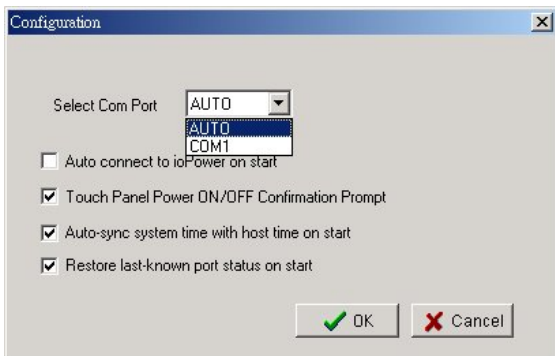 Configuration
Select Com Port AUTO
AUTO
COM1
Auto connect to ioPower on start
Touch Panel Power ON/OFF Confirmation Prompt
Auto-sync system time with host time on start
Restore last-known port status on start
OK Cancel